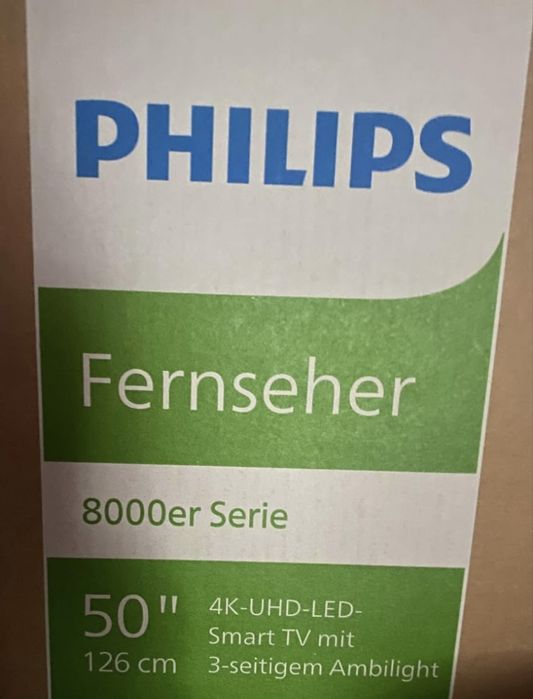 PHILIPS
Fernseher
8000er Serie
50"
126 cm
4K-UHD-LED-
Smart TV mit
3-seitigem Ambilight